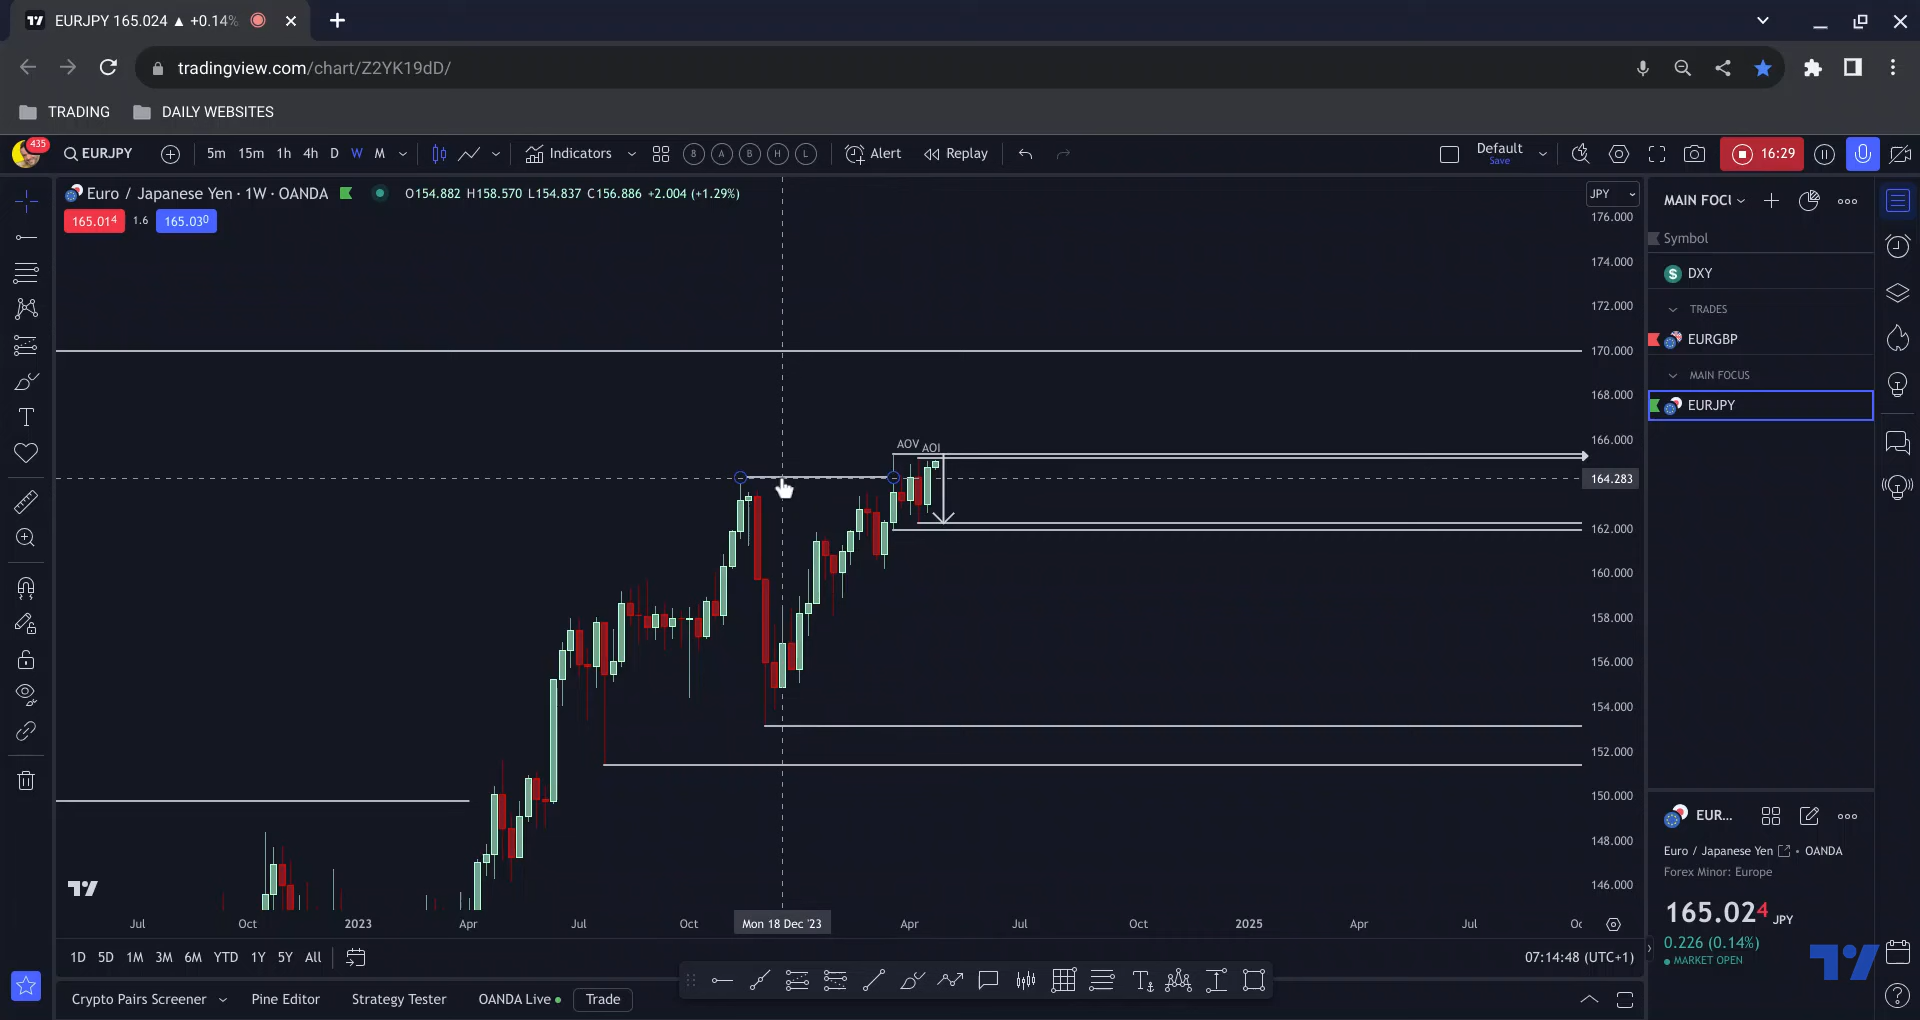 EURJPY 165.024 ▲ +0.14%
tradingview.com/chart/Z2YK19dD/
TRADING
DAILY WEBSITES
435
EURJPY
5m 15m 1h 4h D W M
Indicators
8 A B H L
Alert
Replay
Default
Save
16:29
Euro / Japanese Yen · 1W · OANDA
O154.882 H158.570 L154.837 C156.886 +2.004 (+1.29%)
165.014
1.6
165.030
JPY
176.000
174.000
172.000
170.000
168.000
166.000
164.283
162.000
160.000
158.000
156.000
154.000
152.000
150.000
148.000
146.000
AOV
AOI
Jul
Oct
2023
Apr
Jul
Oct
Mon 18 Dec '23
Apr
Jul
Oct
2025
Apr
Jul
Oc
1D 5D 1M 3M 6M YTD 1Y 5Y All
07:14:48 (UTC+1)
Crypto Pairs Screener
Pine Editor
Strategy Tester
OANDA Live
Trade
MAIN FOCU
Symbol
DXY
TRADES
EURGBP
MAIN FOCUS
EURJPY
EUR...
Euro / Japanese Yen • OANDA
Forex Minor: Europe
165.024 JPY
0.226 (0.14%)
MARKET OPEN